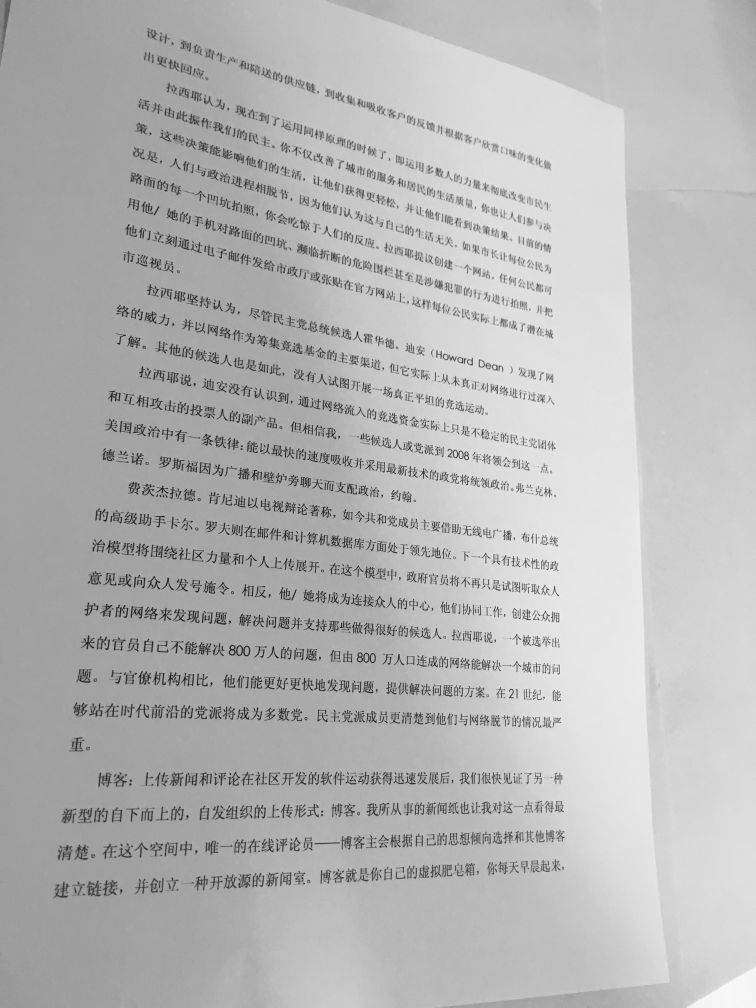 设计，到负责生产和陪送的供应链，到收集和吸收客户的反馈并根据客户欣赏口味的变化做
出更快回应。
拉西耶认为，现在到了运用同样原理的时候了，即运用多数人的力量来彻底改变市民生
活并由此振作我们的民主。你不仅改善了城市的服务和居民的生活质量，你也让人们参与决
策，这些决策能影响他们的生活，让他们获得更轻松，并让他们能看到决策结果。目前的情
况是，人们与政治进程相脱节，因为他们认为这与自己的生活无关。如果市长让每位公民为
路面的每一个凹坑拍照，你会吃惊于人们的反应。拉西耶提议创建一个网站，任何公民都可
用他/ 她的手机对路面的凹坑、濒临折断的危险围栏甚至是涉嫌犯罪的行为进行拍照，并把
他们立刻通过电子邮件发给市政厅或张贴在官方网站上，这样每位公民实际上都成了潜在城
市巡视员。
拉西耶坚持认为，尽管民主党总统候选人霍华德。迪安（Howard Dean ）发现了网
络的威力，并以网络作为筹集竞选基金的主要渠道，但它实际上从未真正对网络进行过深入
了解。其他的候选人也是如此，没有人试图开展一场真正平坦的竞选运动。
拉西耶说，迪安没有认识到，通过网络流入的竞选资金实际上只是不稳定的民主党团体
和互相攻击的投票人的副产品。但相信我，一些候选人或党派到 2008 年将领会到这一点。
美国政治中有一条铁律：能以最快的速度吸收并采用最新技术的政党将统领政治。弗兰克林。
德兰诺。罗斯福因为广播和壁炉旁聊天而支配政治，约翰。
费茨杰拉德。肯尼迪以电视辩论著称，如今共和党成员主要借助无线电广播，布什总统
的高级助手卡尔。罗夫则在邮件和计算机数据库方面处于领先地位。下一个具有技术性的政
治模型将围绕社区力量和个人上传展开。在这个模型中，政府官员将不再只是试图听取众人
意见或向众人发号施令。相反，他/ 她将成为连接众人的中心，他们协同工作，创建公众拥
护者的网络来发现问题，解决问题并支持那些做得很好的候选人。拉西耶说，一个被选举出
来的官员自己不能解决 800 万人的问题，但由 800 万人口连成的网络能解决一个城市的问
题。与官僚机构相比，他们能更好更快地发现问题，提供解决问题的方案。在 21 世纪，能
够站在时代前沿的党派将成为多数党。民主党派成员更清楚到他们与网络脱节的情况最严
重。
博客：上传新闻和评论在社区开发的软件运动获得迅速发展后，我们很快见证了另一种
新型的自下而上的，自发组织的上传形式：博客。我所从事的新闻纸也让我对这一点看得最
清楚。在这个空间中，唯一的在线评论员——博客主会根据自己的思想倾向选择和其他博客
建立链接，并创立一种开放源的新闻室。博客就是你自己的虚拟肥皂箱，你每天早晨起来，